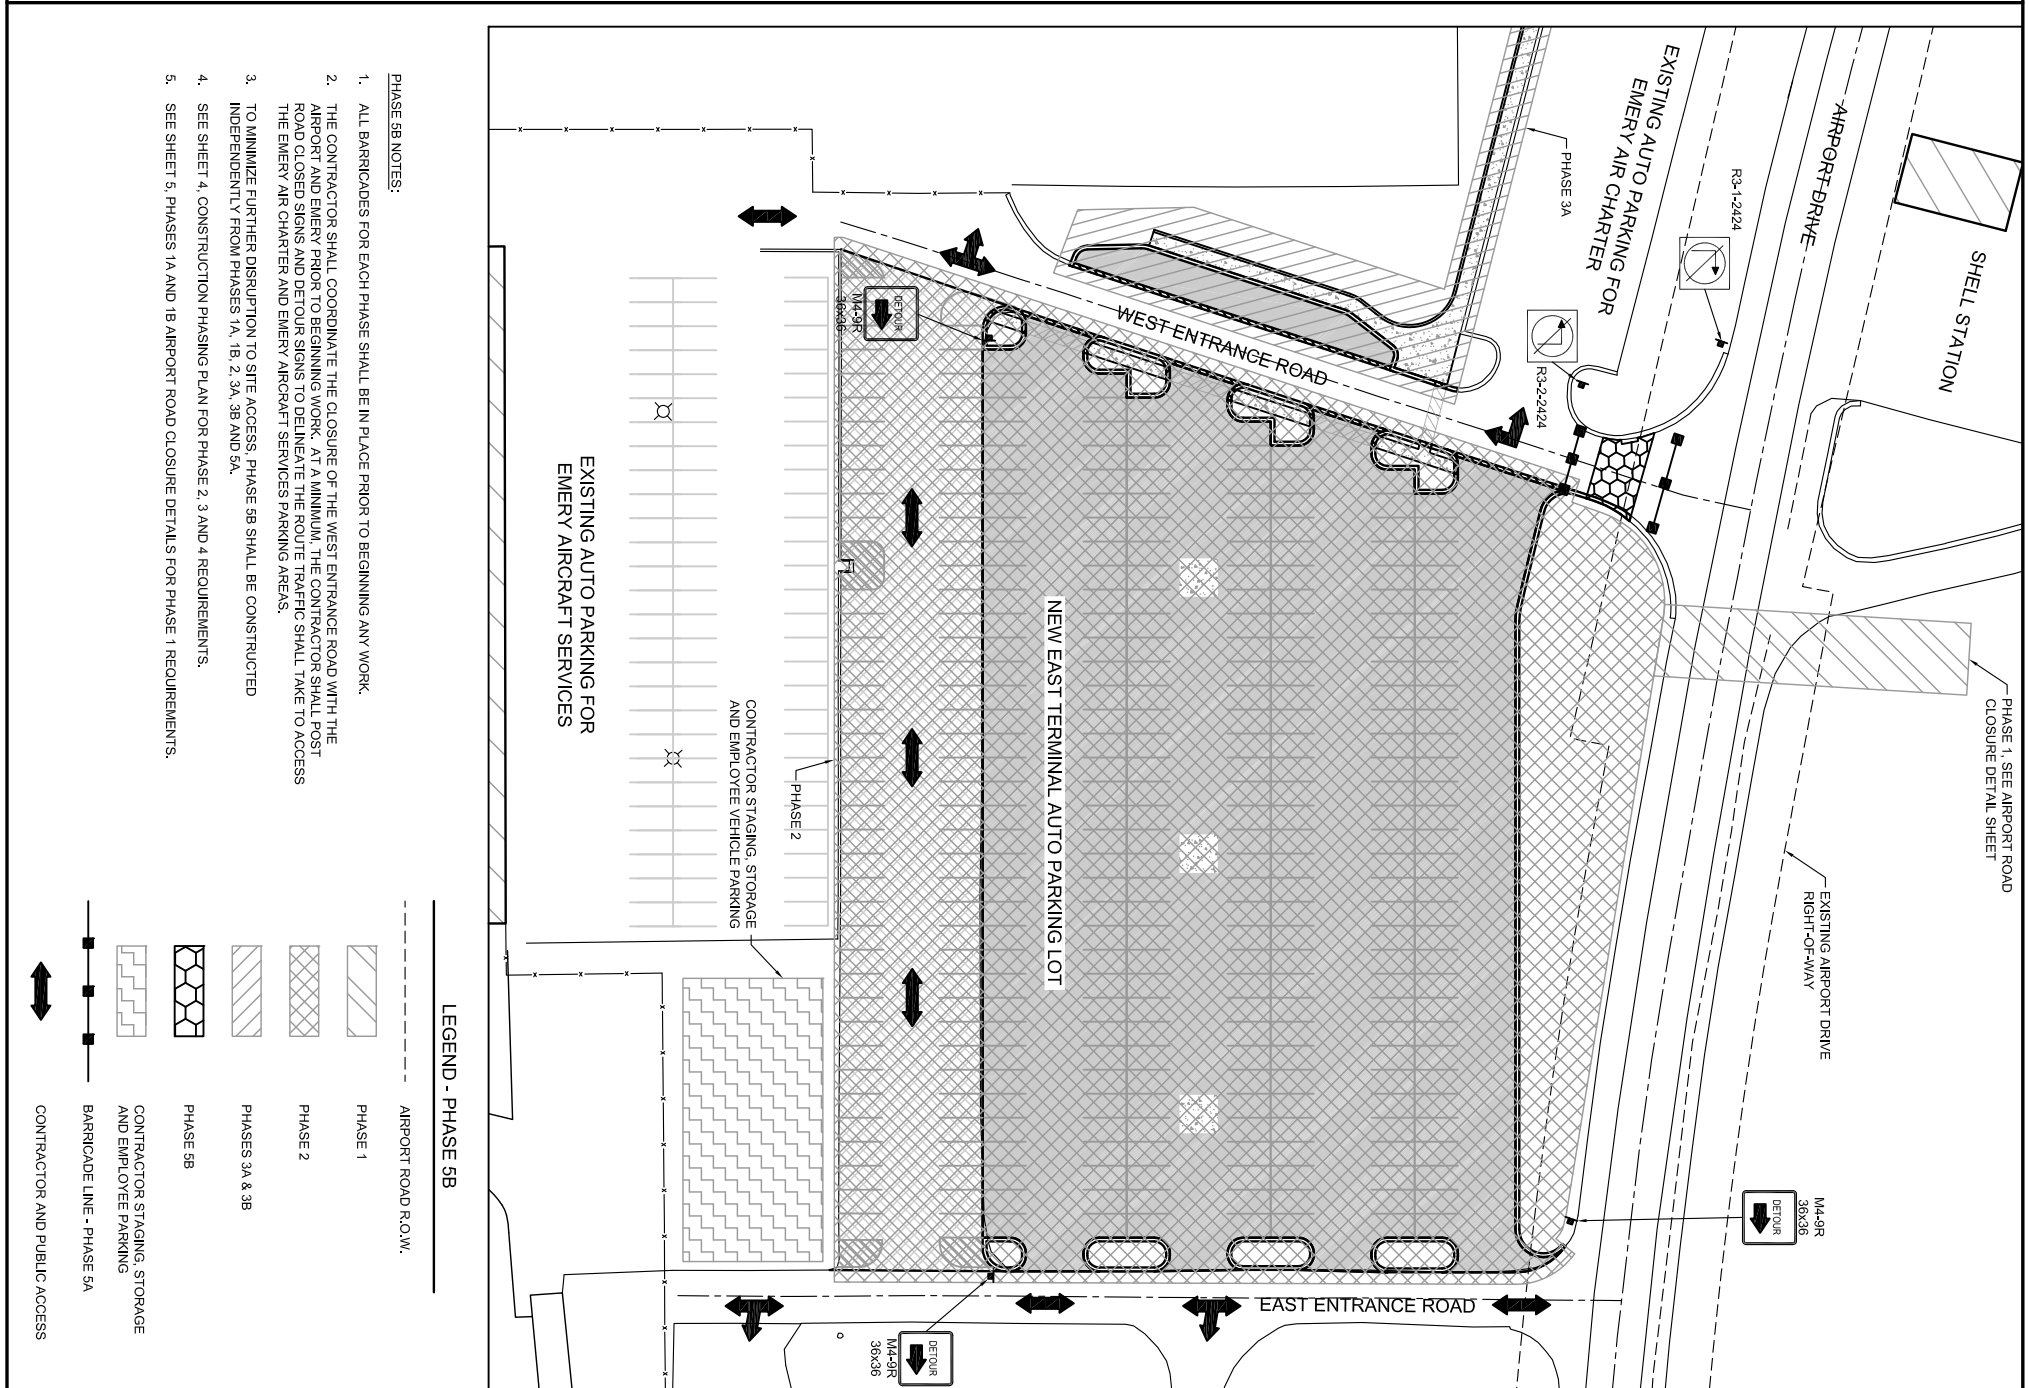 SHELL STATION
AIRPORT DRIVE
R3-1-2424
EXISTING AUTO PARKING FOR
EMERY AIR CHARTER
R3-2-2424
PHASE 3A
WEST ENTRANCE ROAD
PHASE 1, SEE AIRPORT ROAD
CLOSURE DETAIL SHEET
EXISTING AIRPORT DRIVE
RIGHT-OF-WAY
M4-9R
36x36
DETOUR
NEW EAST TERMINAL AUTO PARKING LOT
DETOUR
M4-9R
36x36
EXISTING AUTO PARKING FOR
EMERY AIRCRAFT SERVICES
PHASE 2
CONTRACTOR STAGING, STORAGE
AND EMPLOYEE VEHICLE PARKING
EAST ENTRANCE ROAD
DETOUR
M4-9R
36x36
PHASE 5B NOTES:
1. ALL BARRICADES FOR EACH PHASE SHALL BE IN PLACE PRIOR TO BEGINNING ANY WORK.
2. THE CONTRACTOR SHALL COORDINATE THE CLOSURE OF THE WEST ENTRANCE ROAD WITH THE
AIRPORT AND EMERY PRIOR TO BEGINNING WORK. AT A MINIMUM, THE CONTRACTOR SHALL POST
ROAD CLOSED SIGNS AND DETOUR SIGNS TO DELINEATE THE ROUTE TRAFFIC SHALL TAKE TO ACCESS
THE EMERY AIR CHARTER AND EMERY AIRCRAFT SERVICES PARKING AREAS.
3. TO MINIMIZE FURTHER DISRUPTION TO SITE ACCESS, PHASE 5B SHALL BE CONSTRUCTED
INDEPENDENTLY FROM PHASES 1A, 1B, 2, 3A, 3B AND 5A.
4. SEE SHEET 4, CONSTRUCTION PHASING PLAN FOR PHASE 2, 3 AND 4 REQUIREMENTS.
5. SEE SHEET 5, PHASES 1A AND 1B AIRPORT ROAD CLOSURE DETAILS FOR PHASE 1 REQUIREMENTS.
LEGEND - PHASE 5B
AIRPORT ROAD R.O.W.
PHASE 1
PHASE 2
PHASES 3A & 3B
PHASE 5B
CONTRACTOR STAGING, STORAGE
AND EMPLOYEE PARKING
BARRICADE LINE - PHASE 5A
CONTRACTOR AND PUBLIC ACCESS